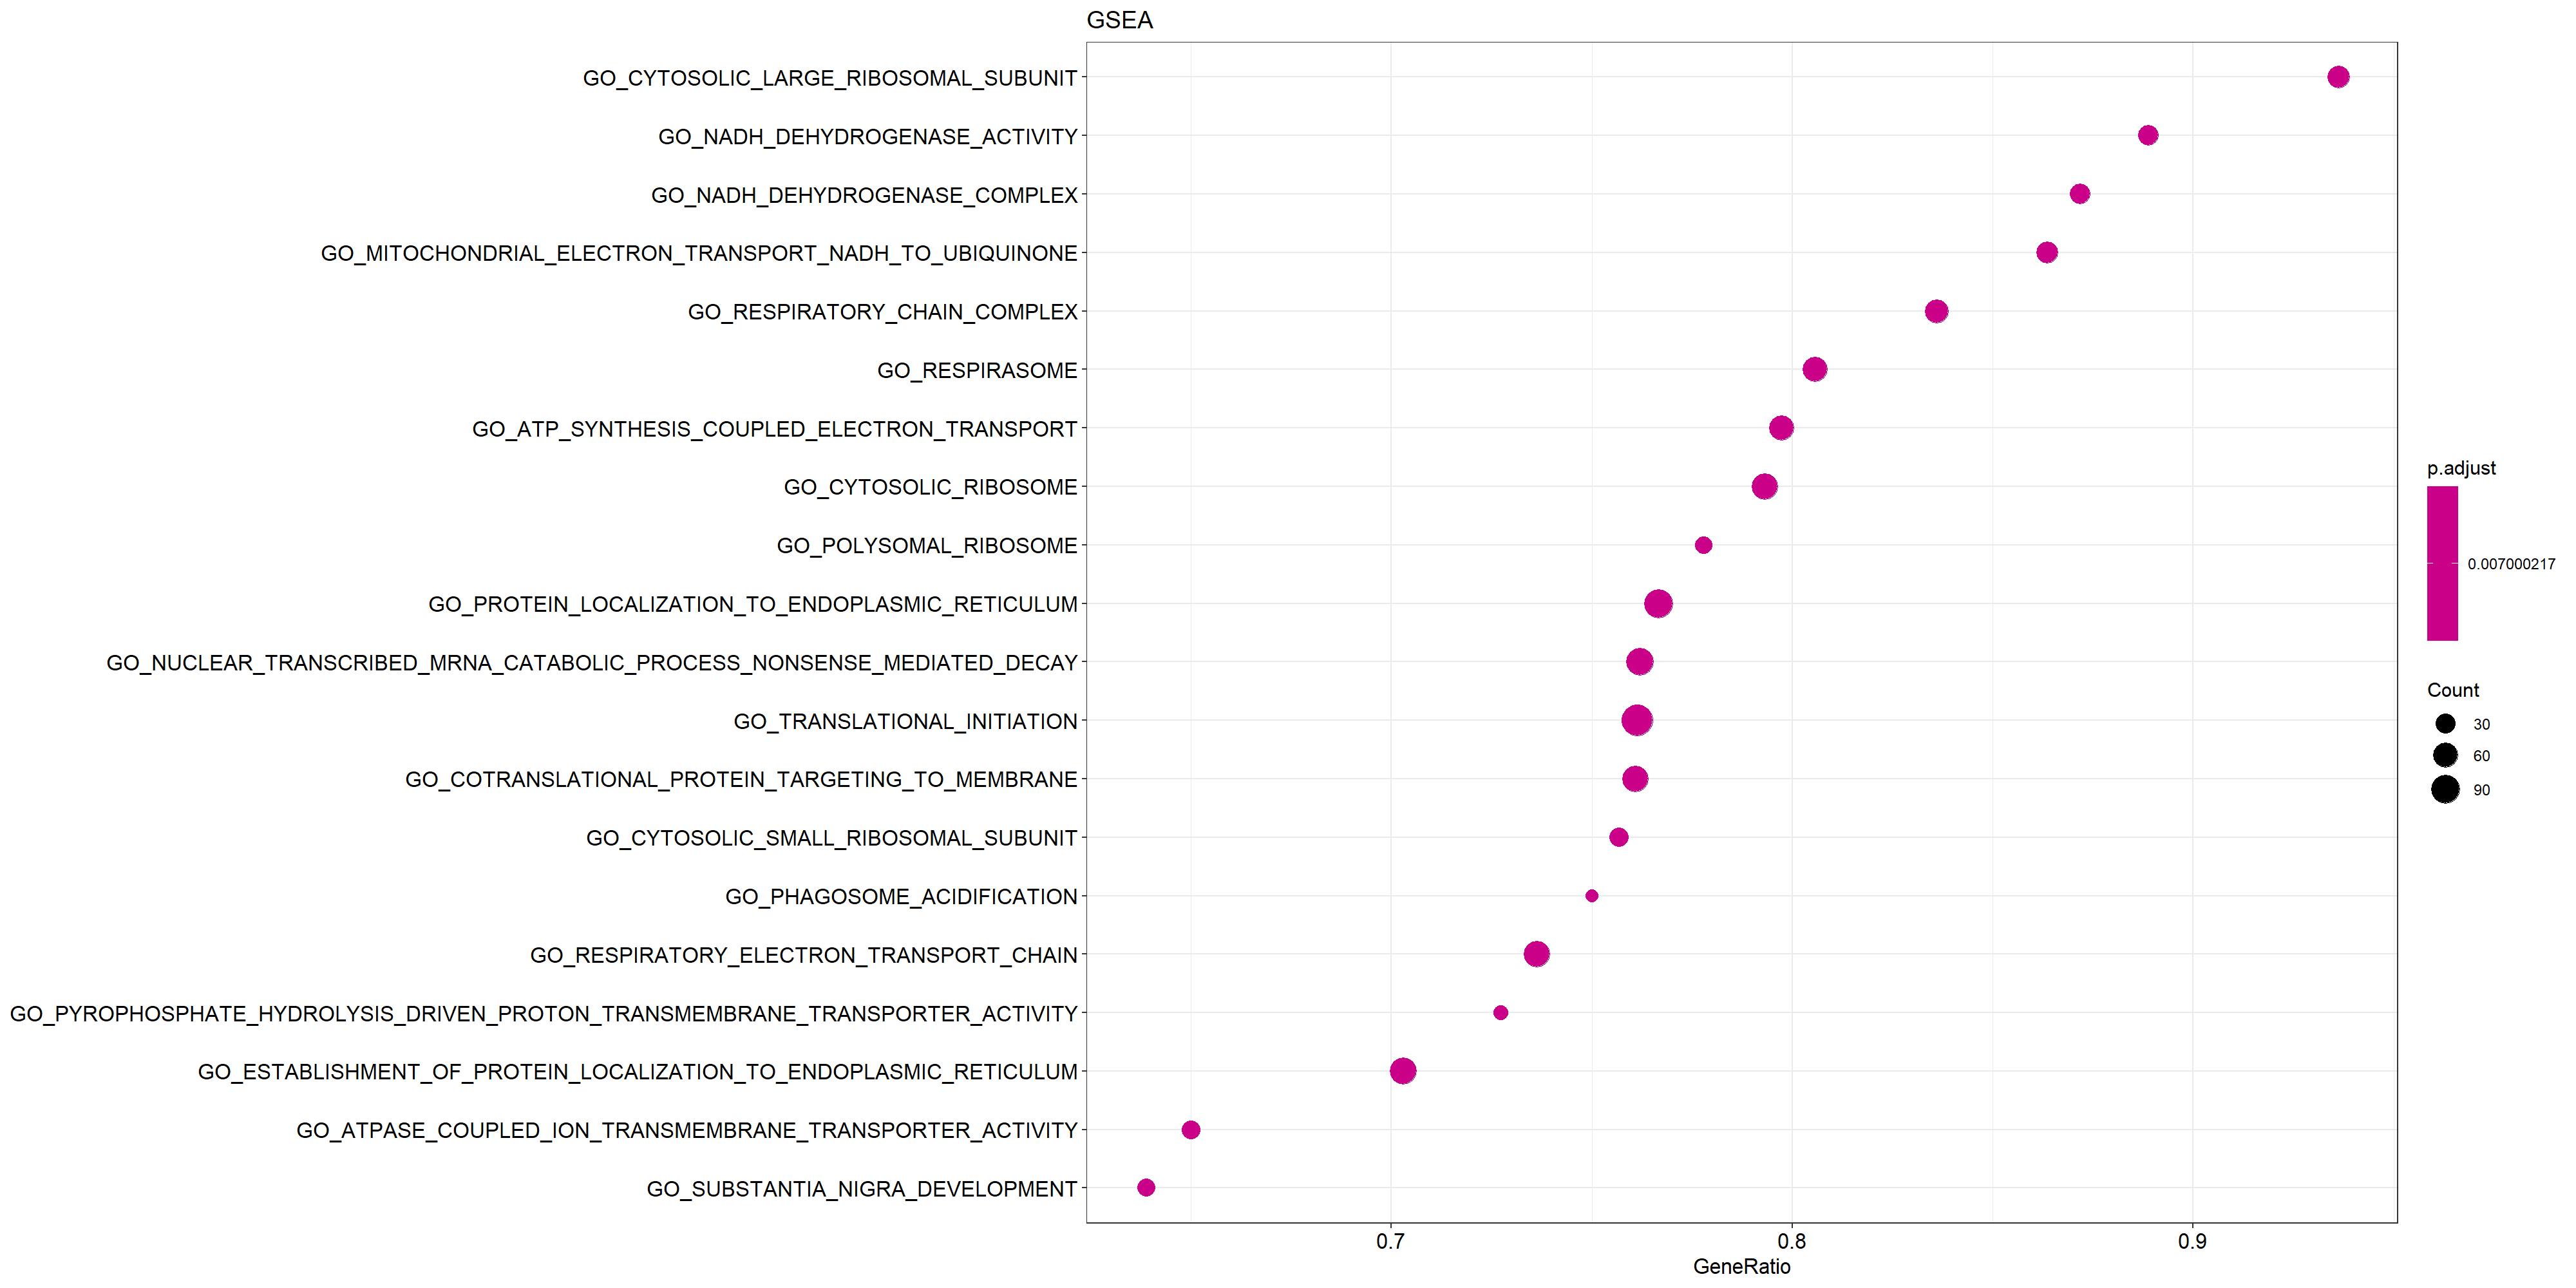 GSEA
GO_CYTOSOLIC_LARGE_RIBOSOMAL_SUBUNIT
GO_NADH_DEHYDROGENASE_ACTIVITY
GO_NADH_DEHYDROGENASE_COMPLEX
GO_MITOCHONDRIAL_ELECTRON_TRANSPORT_NADH_TO_UBIQUINONE
GO_RESPIRATORY_CHAIN_COMPLEX
GO_RESPIRASOME
GO_ATP_SYNTHESIS_COUPLED_ELECTRON_TRANSPORT
GO_CYTOSOLIC_RIBOSOME
GO_POLYSOMAL_RIBOSOME
GO_PROTEIN_LOCALIZATION_TO_ENDOPLASMIC_RETICULUM
GO_NUCLEAR_TRANSCRIBED_MRNA_CATABOLIC_PROCESS_NONSENSE_MEDIATED_DECAY
GO_TRANSLATIONAL_INITIATION
GO_COTRANSLATIONAL_PROTEIN_TARGETING_TO_MEMBRANE
GO_CYTOSOLIC_SMALL_RIBOSOMAL_SUBUNIT
GO_PHAGOSOME_ACIDIFICATION
GO_RESPIRATORY_ELECTRON_TRANSPORT_CHAIN
GO_PYROPHOSPHATE_HYDROLYSIS_DRIVEN_PROTON_TRANSMEMBRANE_TRANSPORTER_ACTIVITY
GO_ESTABLISHMENT_OF_PROTEIN_LOCALIZATION_TO_ENDOPLASMIC_RETICULUM
GO_ATPASE_COUPLED_ION_TRANSMEMBRANE_TRANSPORTER_ACTIVITY
GO_SUBSTANTIA_NIGRA_DEVELOPMENT
0.7 0.8 0.9
GeneRatio
p.adjust
0.007000217
Count
30
60
90